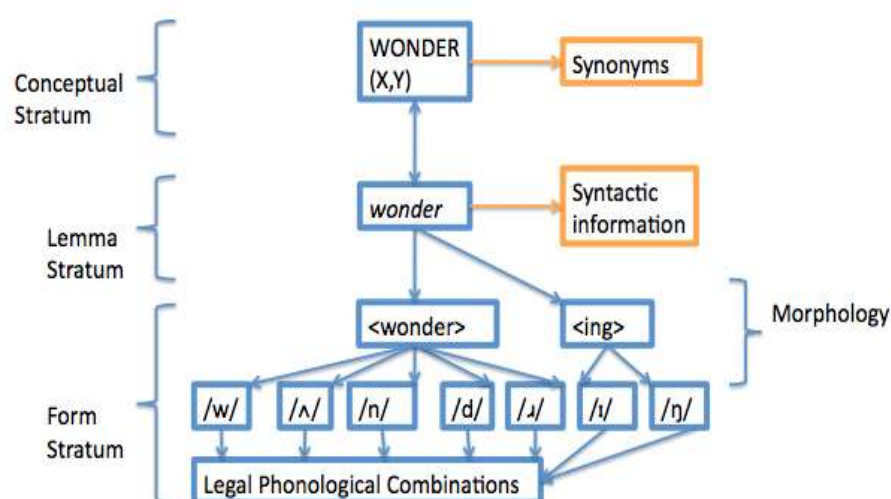 WONDER
(X,Y)
Synonyms
Conceptual
Stratum
wonder
Syntactic
information
Lemma
Stratum
Morphology
<wonder>
<ing>
/w/
/ʌ/
/n/
/d/
/ɹ/
/ɪ/
/ŋ/
Form
Stratum
Legal Phonological Combinations